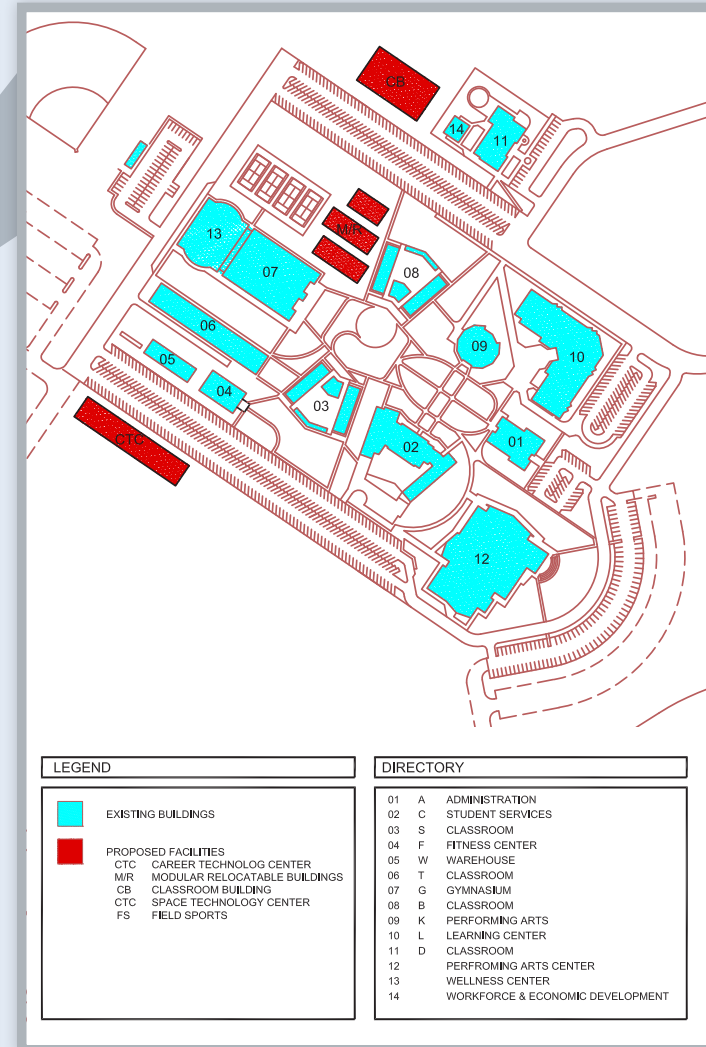 CB
14
11
13
M/R
07
08
06
09
10
05
04
03
01
02
CTC
12
LEGEND
EXISTING BUILDINGS
PROPOSED FACILITIES
CTC CAREER TECHNOLOG CENTER
M/R MODULAR RELOCATABLE BUILDINGS
CB CLASSROOM BUILDING
CTC SPACE TECHNOLOGY CENTER
FS FIELD SPORTS
DIRECTORY
01 A ADMINISTRATION
02 C STUDENT SERVICES
03 S CLASSROOM
04 F FITNESS CENTER
05 W WAREHOUSE
06 T CLASSROOM
07 G GYMNASIUM
08 B CLASSROOM
09 K PERFORMING ARTS
10 L LEARNING CENTER
11 D CLASSROOM
12 PERFROMING ARTS CENTER
13 WELLNESS CENTER
14 WORKFORCE & ECONOMIC DEVELOPMENT